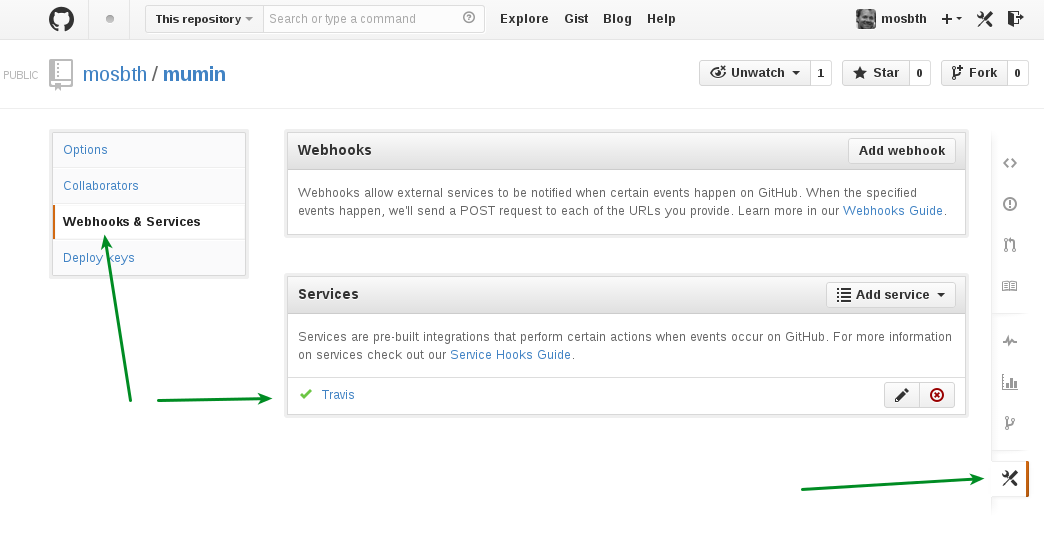 This repository
Search or type a command
Explore
Gist
Blog
Help
mosbth
PUBLIC
mosbth / mumin
Unwatch
1
Star
0
Fork
0
Options
Collaborators
Webhooks & Services
Deploy keys
Webhooks
Add webhook
Webhooks allow external services to be notified when certain events happen on GitHub. When the specified
events happen, we'll send a POST request to each of the URLs you provide. Learn more in our Webhooks Guide.
Services
Add service
Services are pre-built integrations that perform certain actions when events occur on GitHub. For more information
on services check out our Service Hooks Guide.
Travis